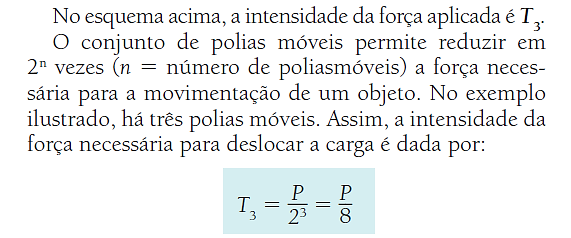 No esquema acima, a intensidade da força aplicada é T₃.
O conjunto de polias móveis permite reduzir em
2ⁿ vezes (n = número de poliasmóveis) a força neces-
sária para a movimentação de um objeto. No exemplo
ilustrado, há três polias móveis. Assim, a intensidade da
força necessária para deslocar a carga é dada por:
T₃ = P/2³ = P/8